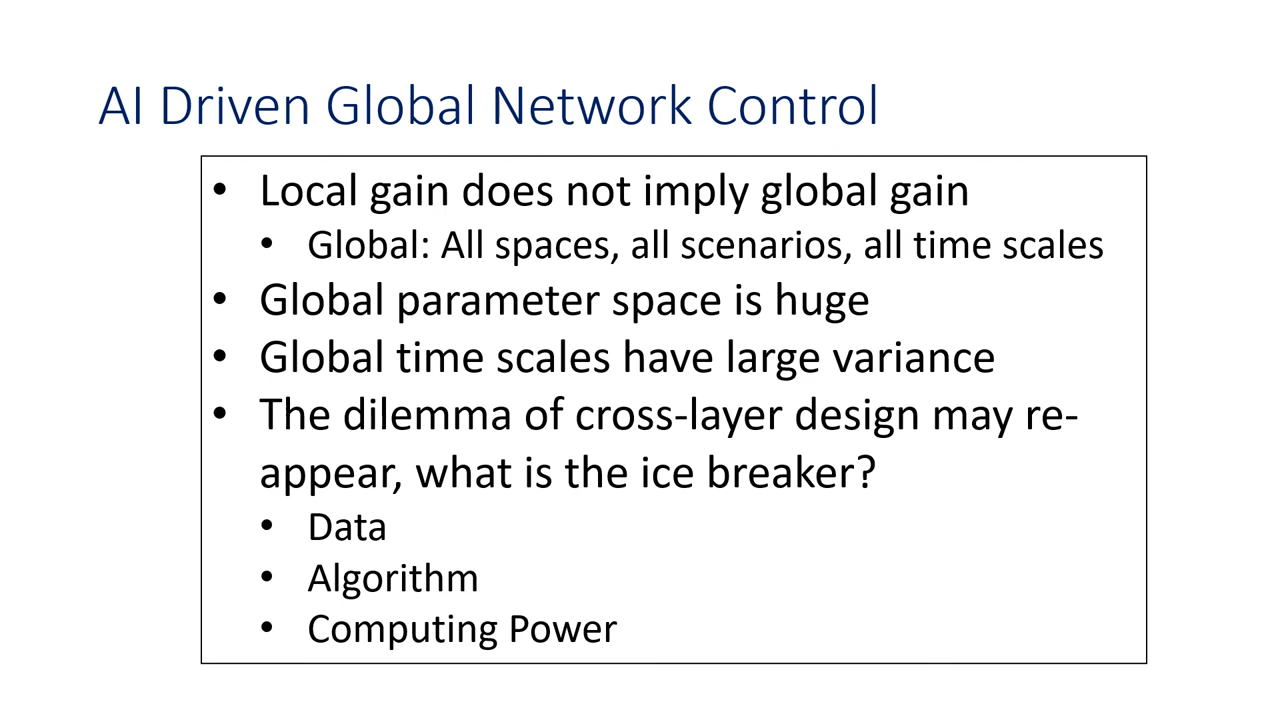 AI Driven Global Network Control
• Local gain does not imply global gain
• Global: All spaces, all scenarios, all time scales
• Global parameter space is huge
• Global time scales have large variance
• The dilemma of cross-layer design may re-
appear, what is the ice breaker?
• Data
• Algorithm
• Computing Power